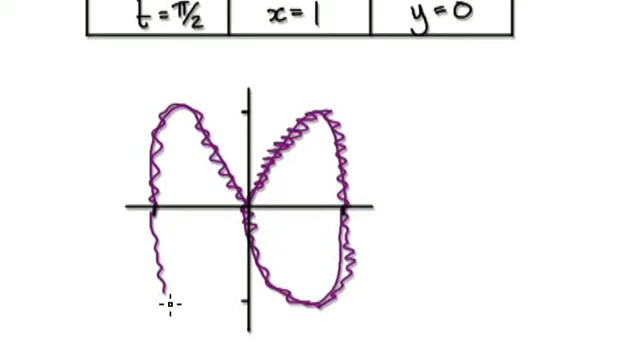 t = π/2 x = 1 y = 0